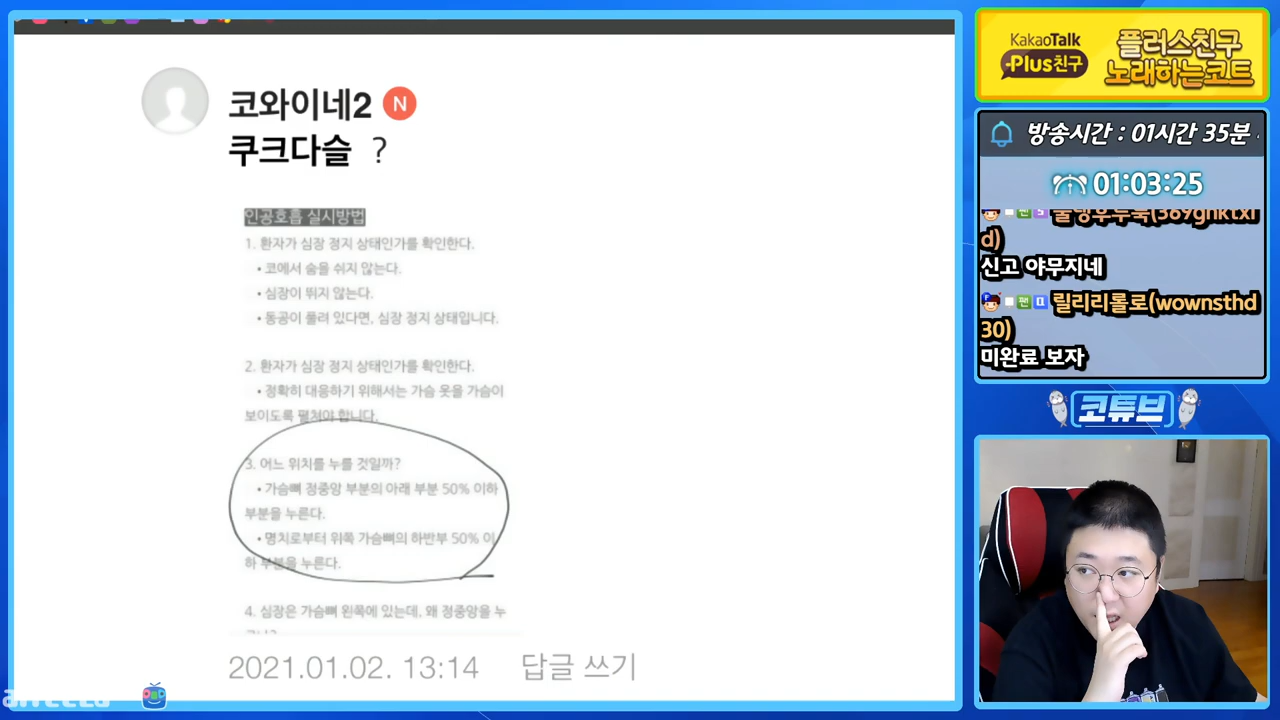 코와이네2 N
쿠크다슬 ?
인공호흡 실시방법
1. 환자가 심장 정지 상태인가를 확인한다.
• 코에서 숨을 쉬지 않는다.
• 심장이 뛰지 않는다.
• 동공이 풀려 있다면, 심장 정지 상태입니다.
2. 환자가 심장 정지 상태인가를 확인한다.
• 정확히 대응하기 위해서는 가슴 옷을 가슴이
보이도록 펼쳐야 합니다.
3. 어느 위치를 누를 것일까?
• 가슴뼈 정중앙 부분의 아래 부분 50% 이하
부분을 누른다.
• 명치로부터 위쪽 가슴뼈의 하반부 50% 이
하 부분을 누른다.
4. 심장은 가슴뼈 왼쪽에 있는데, 왜 정중앙을 누
2021.01.02. 13:14 답글 쓰기
KakaoTalk
Plus친구
플러스친구
노래하는코트
방송시간 : 01시간 35분
01:03:25
d)
신고 야무지네
팬 릴리리롤로(wownsthd
30)
미완료 보자
코튜브